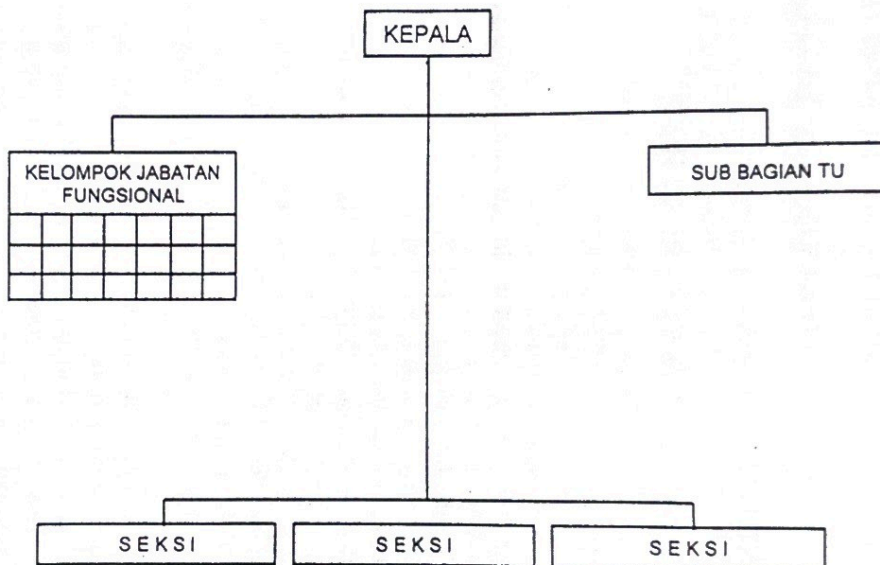 KEPALA
KELOMPOK JABATAN
FUNGSIONAL
SUB BAGIAN TU
SEKSI
SEKSI
SEKSI